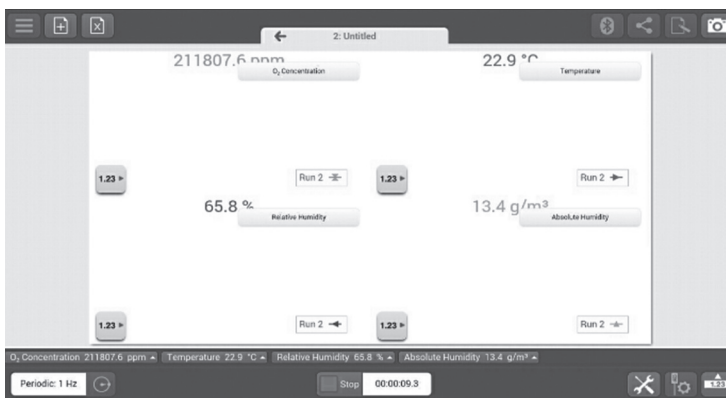 2: Untitled
211807.6 ppm
O₂ Concentration
22.9 °C
Temperature
1.23
Run 2
1.23
Run 2
65.8 %
Relative Humidity
13.4 g/m³
Absolute Humidity
1.23
Run 2
1.23
Run 2
O₂ Concentration 211807.6 ppm Temperature 22.9 °C Relative Humidity 65.8 % Absolute Humidity 13.4 g/m³
Periodic: 1 Hz Stop 00:00:09.3 1.23